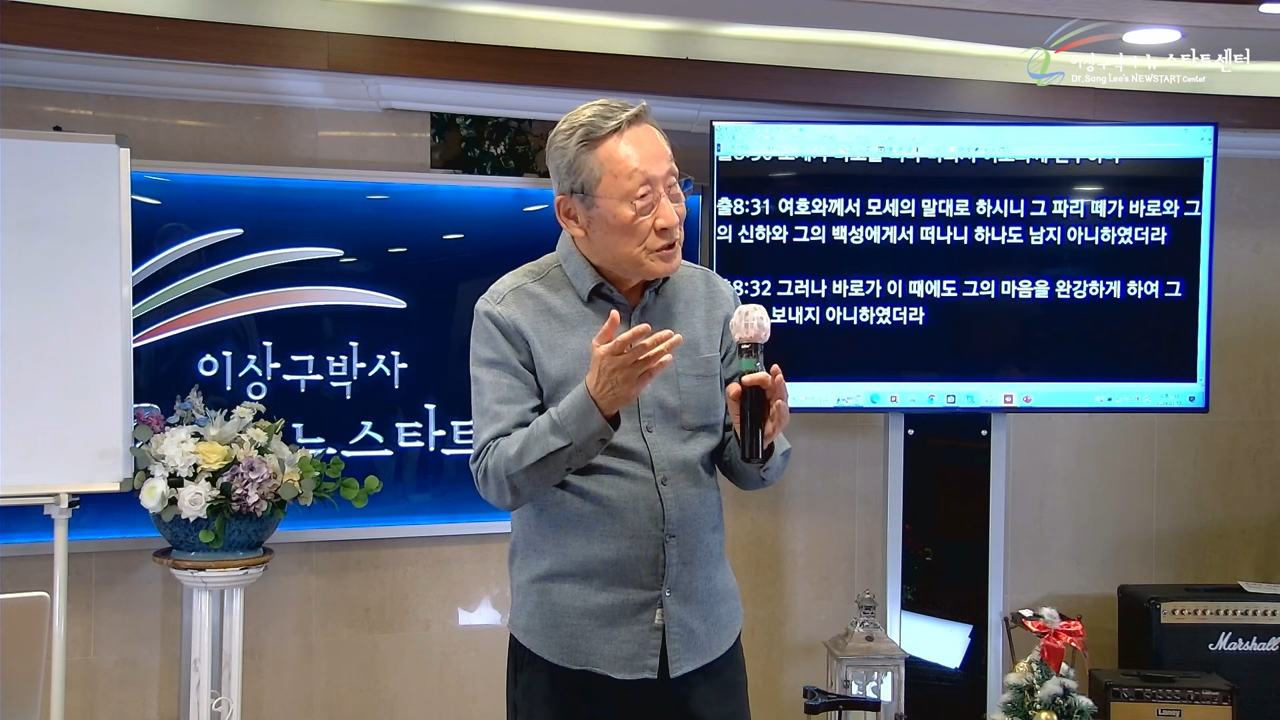 뉴스타트센터
Dr. Sang Lee's NEWSTART Center
출8:31 여호와께서 모세의 말대로 하시니 그 파리 떼가 바로와 그
의 신하와 그의 백성에게서 떠나니 하나도 남지 아니하였더라
8:32 그러나 바로가 이 때에도 그의 마음을 완강하게 하여 그
보내지 아니하였더라
이상구박사
뉴스타트
Marshall
Laney